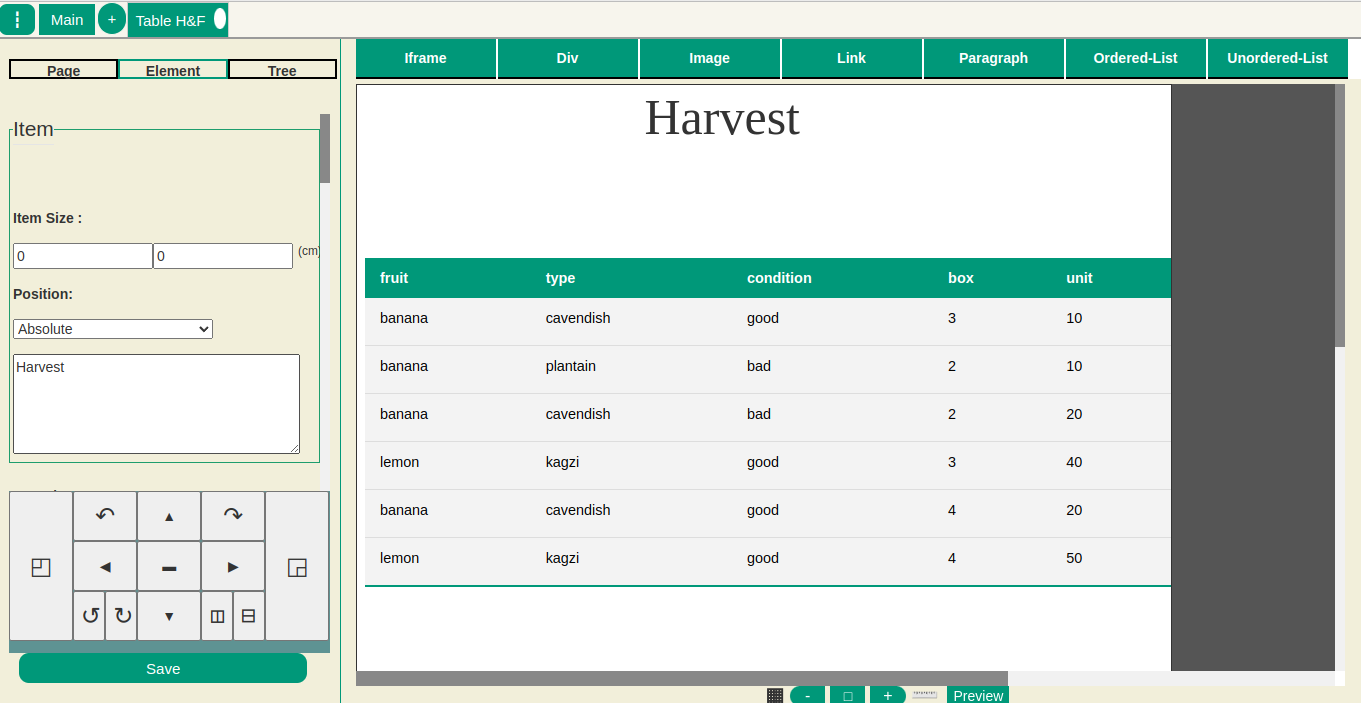 Main + Table H&F
Iframe Div Image Link Paragraph Ordered-List Unordered-List
Page Element Tree
Item
Item Size :
0 0 (cm)
Position:
Absolute
Harvest
Save
Harvest
fruit type condition box unit
banana cavendish good 3 10
banana plantain bad 2 10
banana cavendish bad 2 20
lemon kagzi good 3 40
banana cavendish good 4 20
lemon kagzi good 4 50
- + Preview